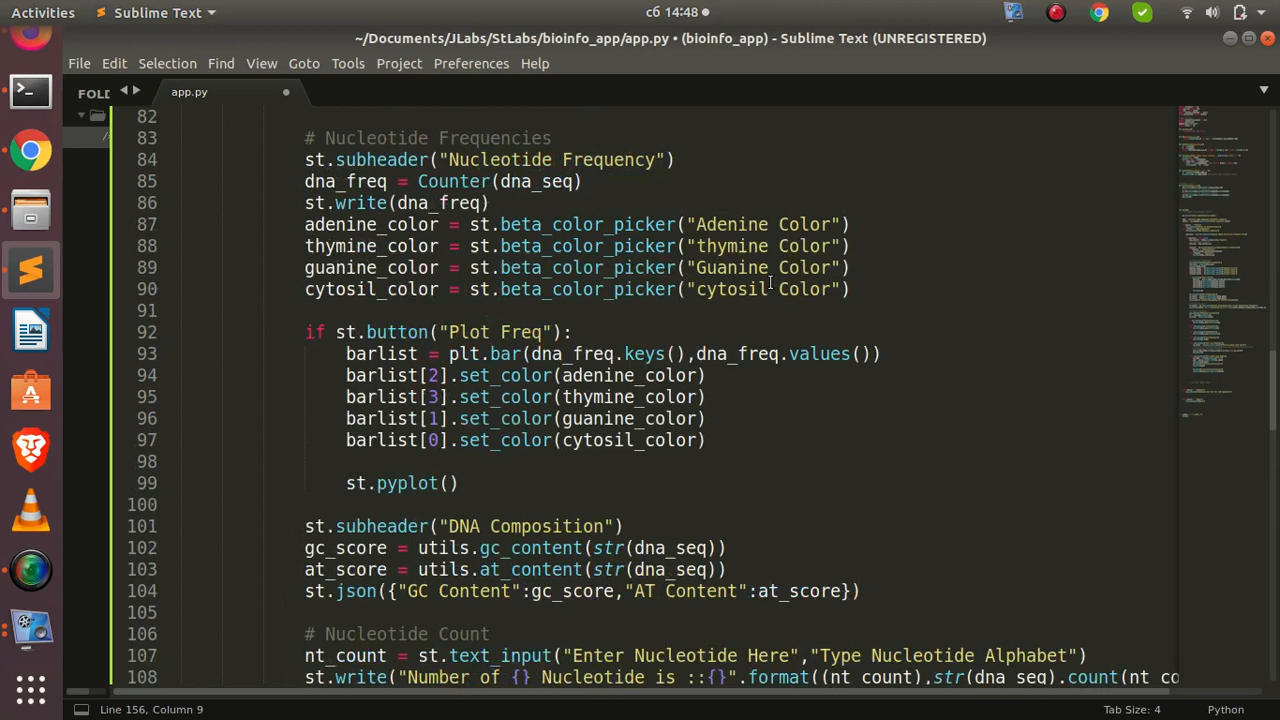 Activities Sublime Text сб 14:48
~/Documents/JLabs/StLabs/bioinfo_app/app.py • (bioinfo_app) - Sublime Text (UNREGISTERED)
File Edit Selection Find View Goto Tools Project Preferences Help
FOLD app.py
82
83 # Nucleotide Frequencies
84 st.subheader("Nucleotide Frequency")
85 dna_freq = Counter(dna_seq)
86 st.write(dna_freq)
87 adenine_color = st.beta_color_picker("Adenine Color")
88 thymine_color = st.beta_color_picker("thymine Color")
89 guanine_color = st.beta_color_picker("Guanine Color")
90 cytosil_color = st.beta_color_picker("cytosil Color")
91
92 if st.button("Plot Freq"):
93 barlist = plt.bar(dna_freq.keys(),dna_freq.values())
94 barlist[2].set_color(adenine_color)
95 barlist[3].set_color(thymine_color)
96 barlist[1].set_color(guanine_color)
97 barlist[0].set_color(cytosil_color)
98
99 st.pyplot()
100
101 st.subheader("DNA Composition")
102 gc_score = utils.gc_content(str(dna_seq))
103 at_score = utils.at_content(str(dna_seq))
104 st.json({"GC Content":gc_score,"AT Content":at_score})
105
106 # Nucleotide Count
107 nt_count = st.text_input("Enter Nucleotide Here","Type Nucleotide Alphabet")
108 st.write("Number of {} Nucleotide is ::{}".format((nt_count),str(dna_seq).count(nt_co
Line 156, Column 9 Tab Size: 4 Python